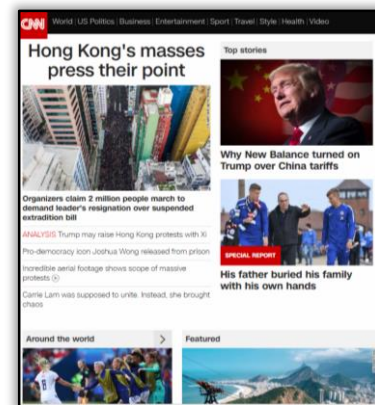 CNN World US Politics Business Entertainment Sport Travel Style Health Video
Hong Kong's masses
press their point
Organizers claim 2 million people march to
demand leader's resignation over suspended
extradition bill
ANALYSIS Trump may raise Hong Kong protests with Xi
Pro-democracy icon Joshua Wong released from prison
Incredible aerial footage shows scope of massive
protests
Carrie Lam was supposed to unite. Instead, she brought
chaos
Top stories
Why New Balance turned on
Trump over China tariffs
SPECIAL REPORT
His father buried his family
with his own hands
Around the world
Featured